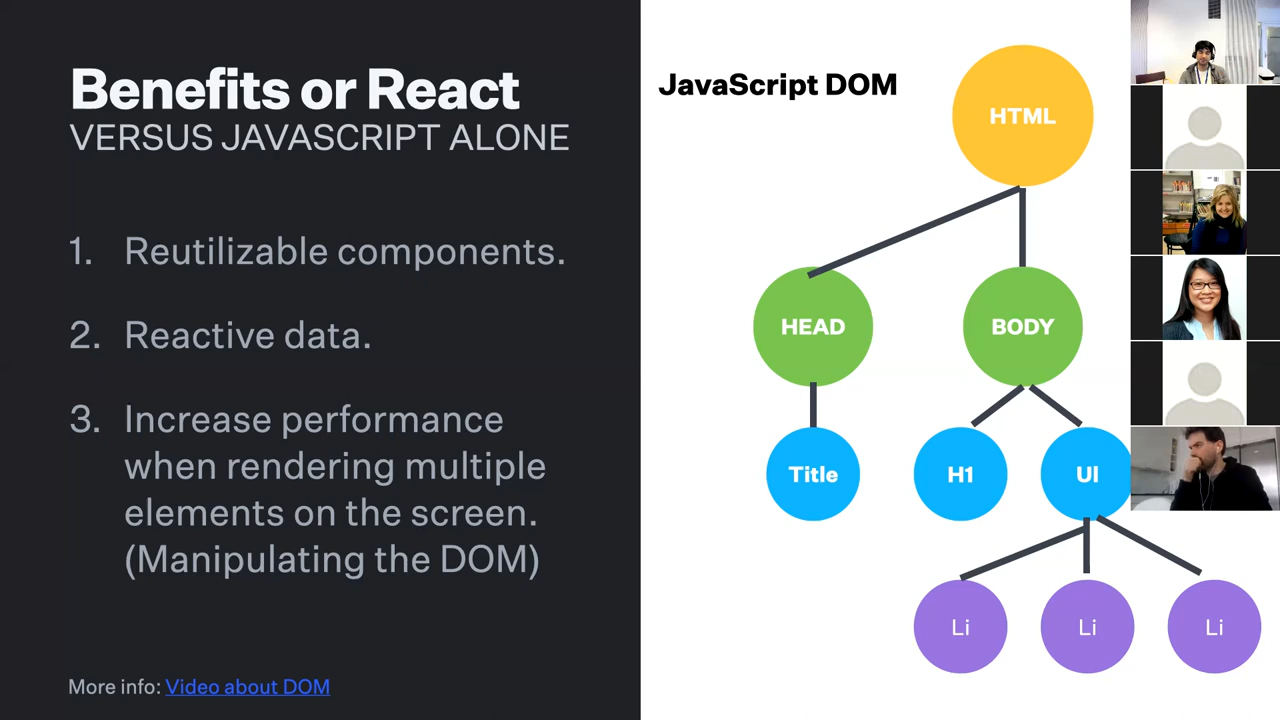 Benefits or React
VERSUS JAVASCRIPT ALONE
1. Reutilizable components.
2. Reactive data.
3. Increase performance
when rendering multiple
elements on the screen.
(Manipulating the DOM)
More info: Video about DOM
JavaScript DOM
HTML
HEAD
BODY
Title
H1
Ul
Li
Li
Li